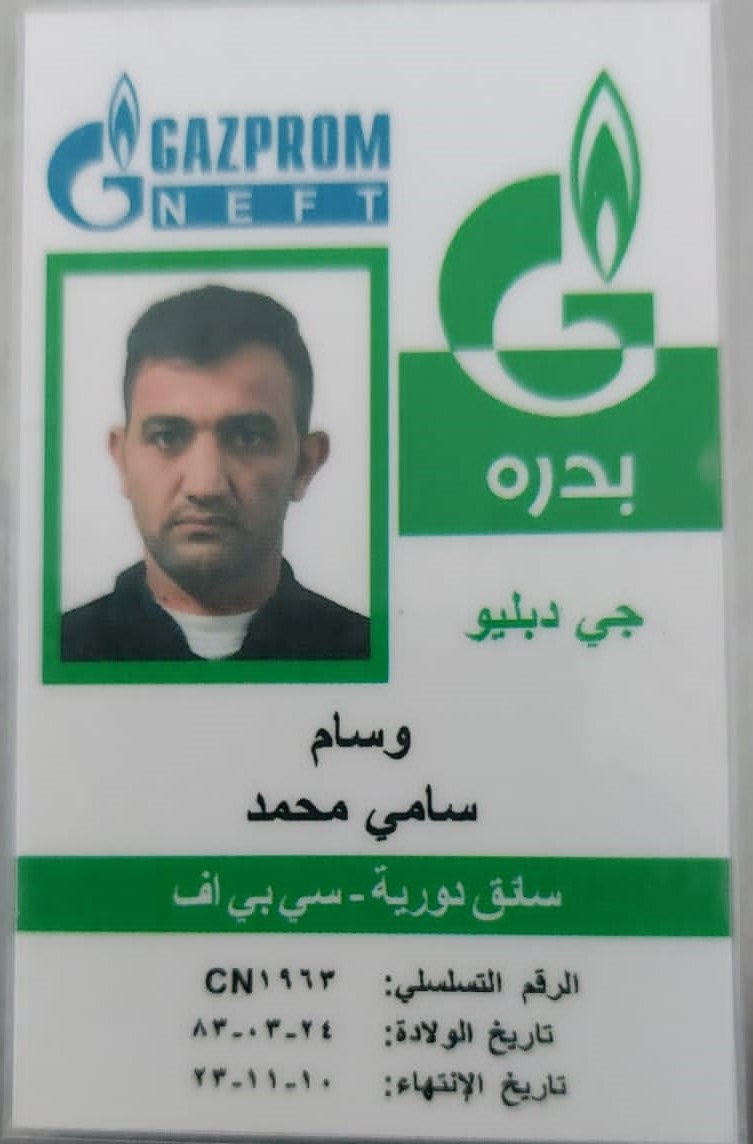 GAZPROM
NEFT
بدره
جي دبليو
وسام
سامي محمد
سائق دورية - سي بي اف
الرقم التسلسلي: CN١٩٦٣
تاريخ الولادة: ٨٣-٠٣-٢٤
تاريخ الإنتهاء: ٢٣-١١-١٠